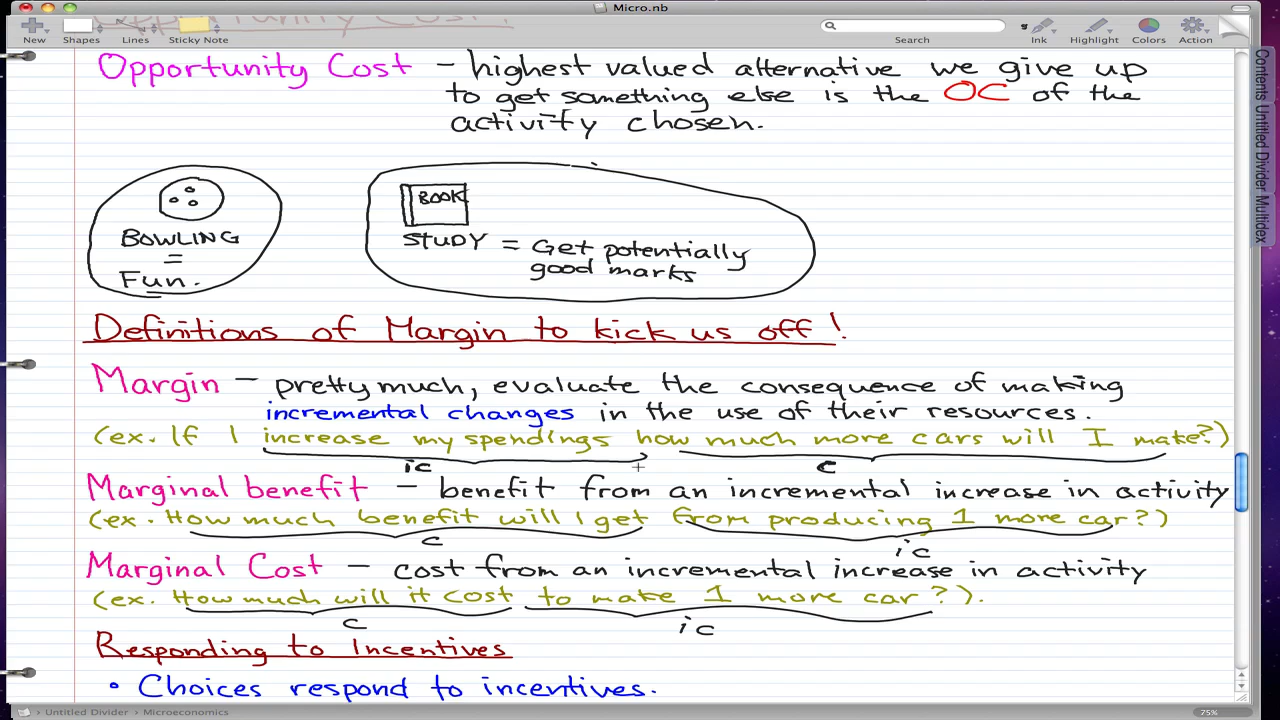 Micro.nb
Opportunity Cost:
New Shapes Lines Sticky Note Search Ink Highlight Colors Action
Opportunity Cost - highest valued alternative we give up
to get something else is the OC of the
activity chosen.
BOOK
BOWLING
=
Fun.
STUDY = Get potentially
good marks
Definitions of Margin to kick us off!
Margin - pretty much, evaluate the consequence of making
incremental changes in the use of their resources.
(ex. If I increase my spendings how much more cars will I make?)
ic c
Marginal benefit - benefit from an incremental increase in activity
(ex. How much benefit will I get from producing 1 more car?)
c ic
Marginal Cost - cost from an incremental increase in activity
(ex. How much will it cost to make 1 more car?).
c ic
Responding to Incentives
• Choices respond to incentives.
Contents Untitled Divider Multidex
Untitled Divider › Microeconomics
75%